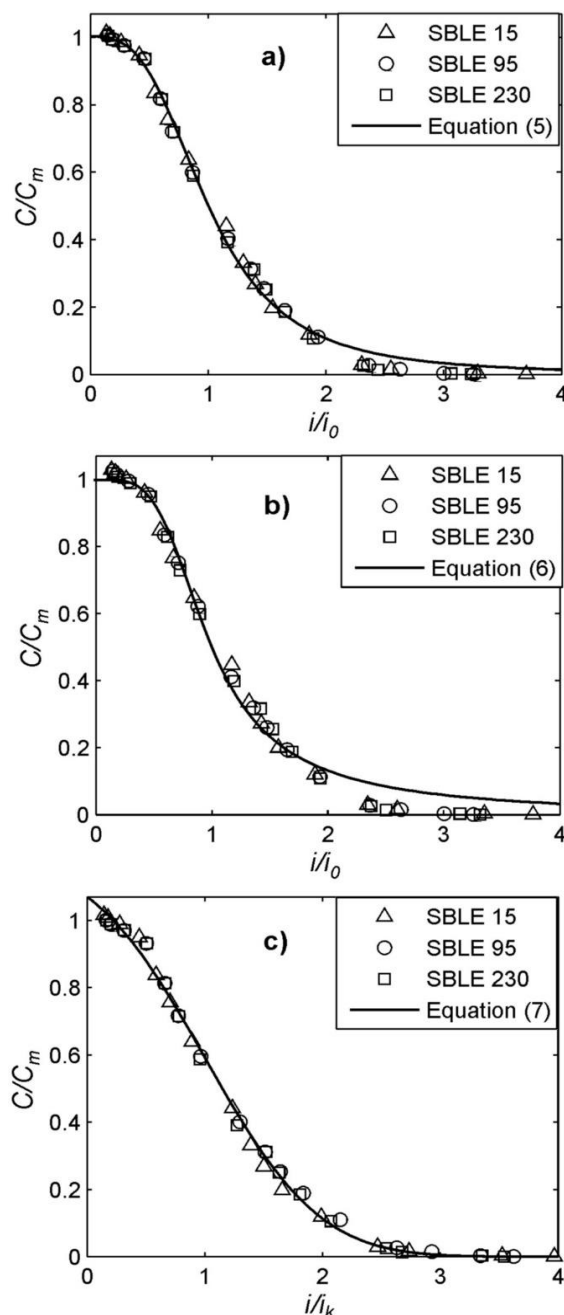 a)
SBLE 15
SBLE 95
SBLE 230
Equation (5)
1
0.8
0.6
0.4
0.2
0
C/Cm
0 1 2 3 4
i/i0
b)
SBLE 15
SBLE 95
SBLE 230
Equation (6)
1
0.8
0.6
0.4
0.2
0
C/Cm
0 1 2 3 4
i/i0
c)
SBLE 15
SBLE 95
SBLE 230
Equation (7)
1
0.8
0.6
0.4
0.2
0
C/Cm
0 1 2 3 4
i/ik